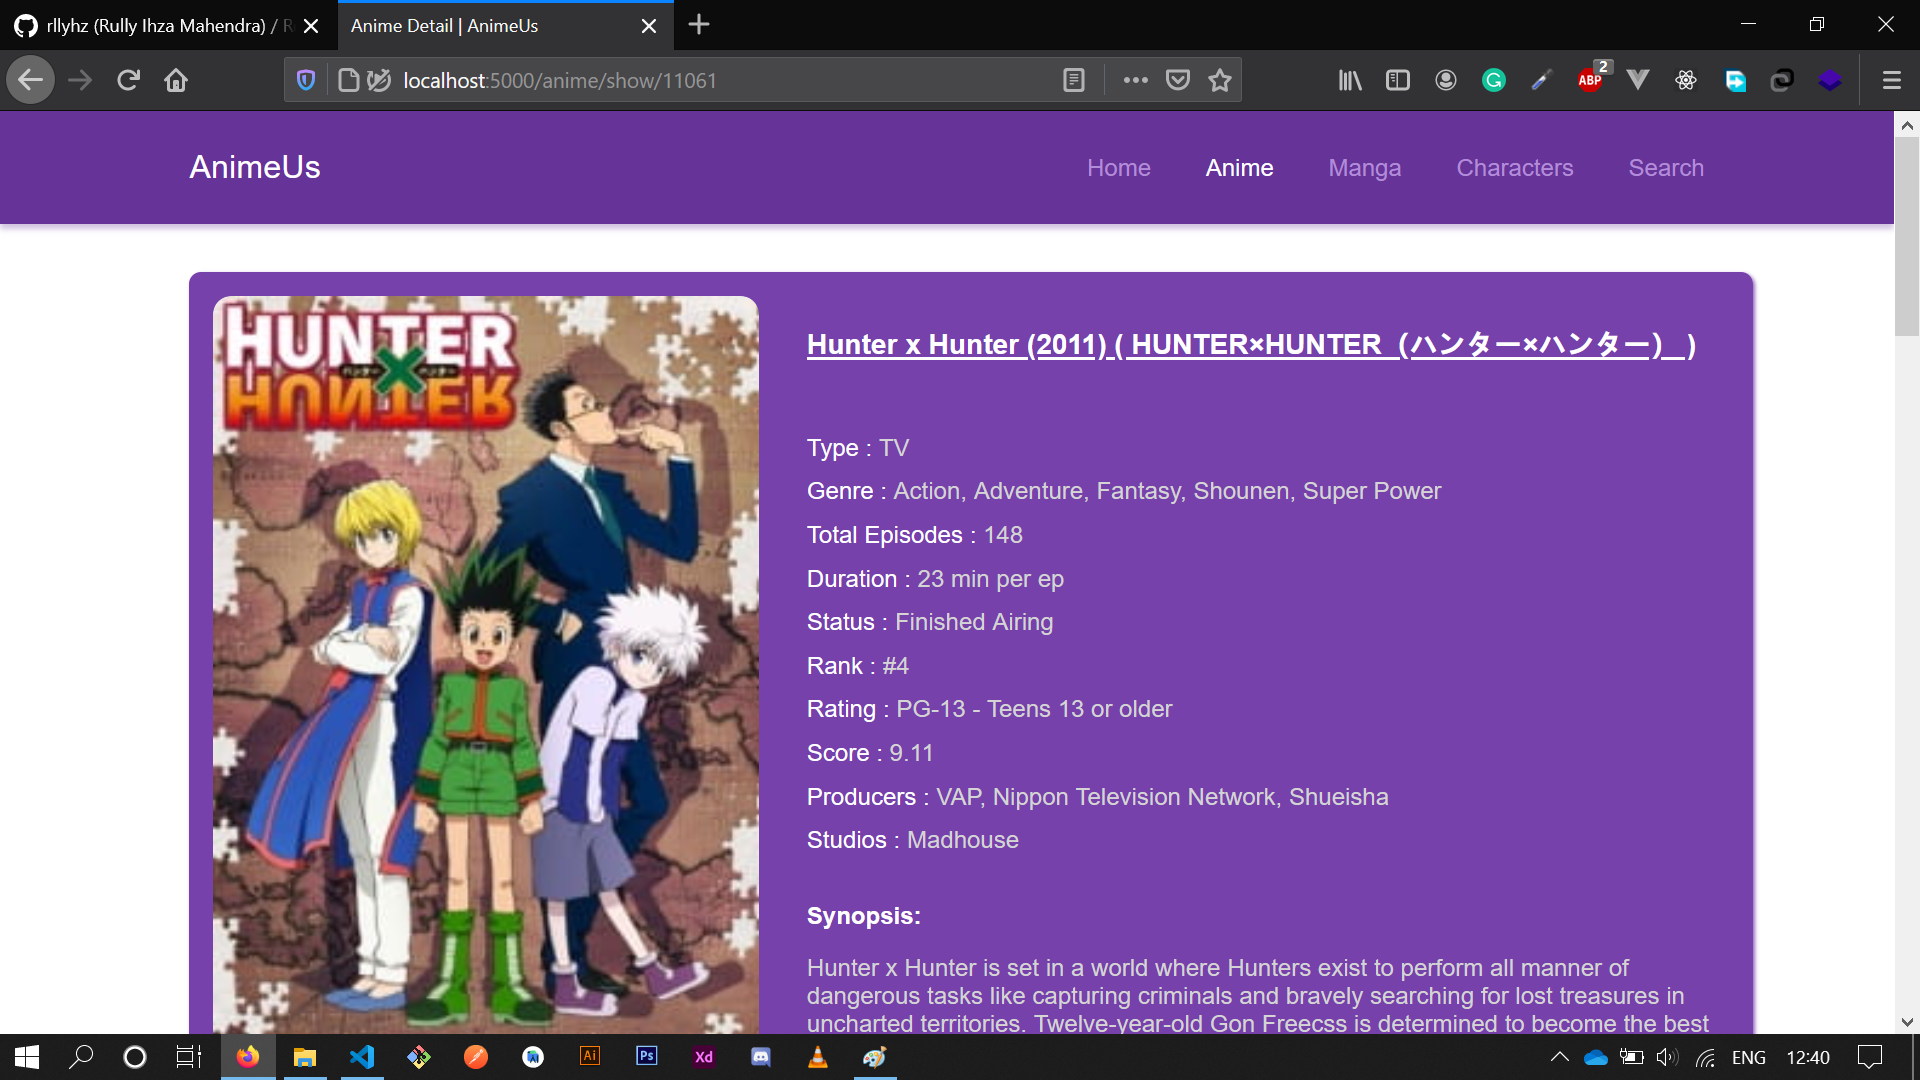 rllyhz (Rully Ihza Mahendra) / R
Anime Detail | AnimeUs
localhost:5000/anime/show/11061
ABP
2
AnimeUs
Home
Anime
Manga
Characters
Search
HUNTER
HUNTER
Hunter x Hunter (2011) ( HUNTER×HUNTER（ハンター×ハンター） )
Type : TV
Genre : Action, Adventure, Fantasy, Shounen, Super Power
Total Episodes : 148
Duration : 23 min per ep
Status : Finished Airing
Rank : #4
Rating : PG-13 - Teens 13 or older
Score : 9.11
Producers : VAP, Nippon Television Network, Shueisha
Studios : Madhouse
Synopsis:
Hunter x Hunter is set in a world where Hunters exist to perform all manner of
dangerous tasks like capturing criminals and bravely searching for lost treasures in
uncharted territories. Twelve-year-old Gon Freecss is determined to become the best
Ai
Ps
Xd
ENG
12:40